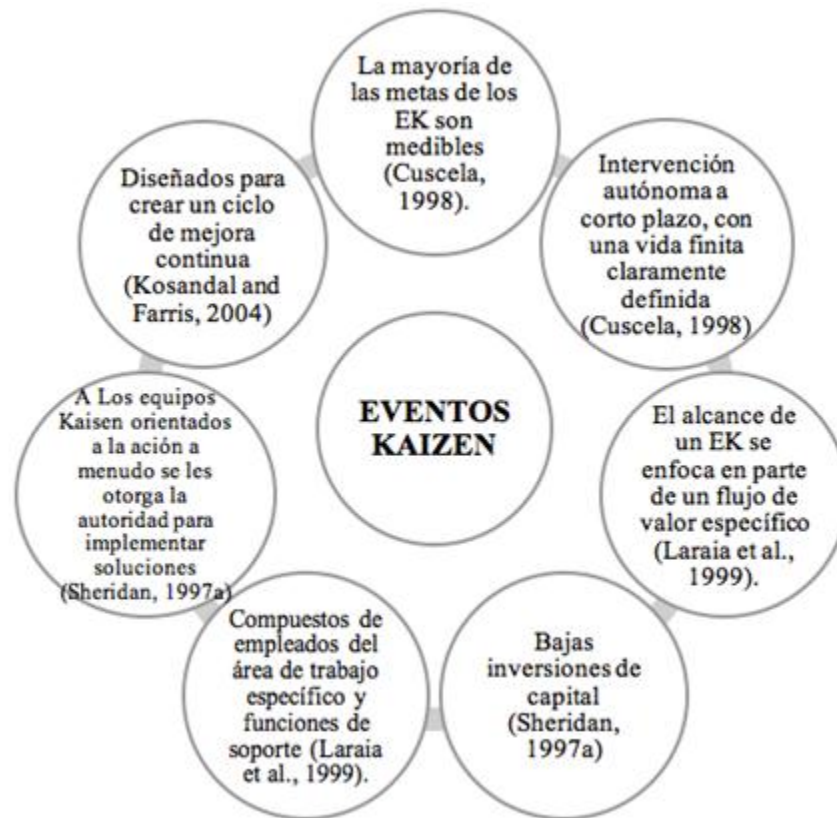 La mayoría de
las metas de los
EK son
medibles
(Cuscela,
1998).
Intervención
autónoma a
corto plazo, con
una vida finita
claramente
definida
(Cuscela, 1998)
El alcance de
un EK se
enfoca en parte
de un flujo de
valor específico
(Laraia et al.,
1999).
Bajas
inversiones de
capital
(Sheridan,
1997a)
Compuestos de
empleados del
área de trabajo
específico y
funciones de
soporte (Laraia
et al., 1999).
A Los equipos
Kaisen orientados
a la ación a
menudo se les
otorga la
autoridad para
implementar
soluciones
(Sheridan, 1997a)
Diseñados para
crear un ciclo
de mejora
continua
(Kosandal and
Farris, 2004)
EVENTOS
KAIZEN